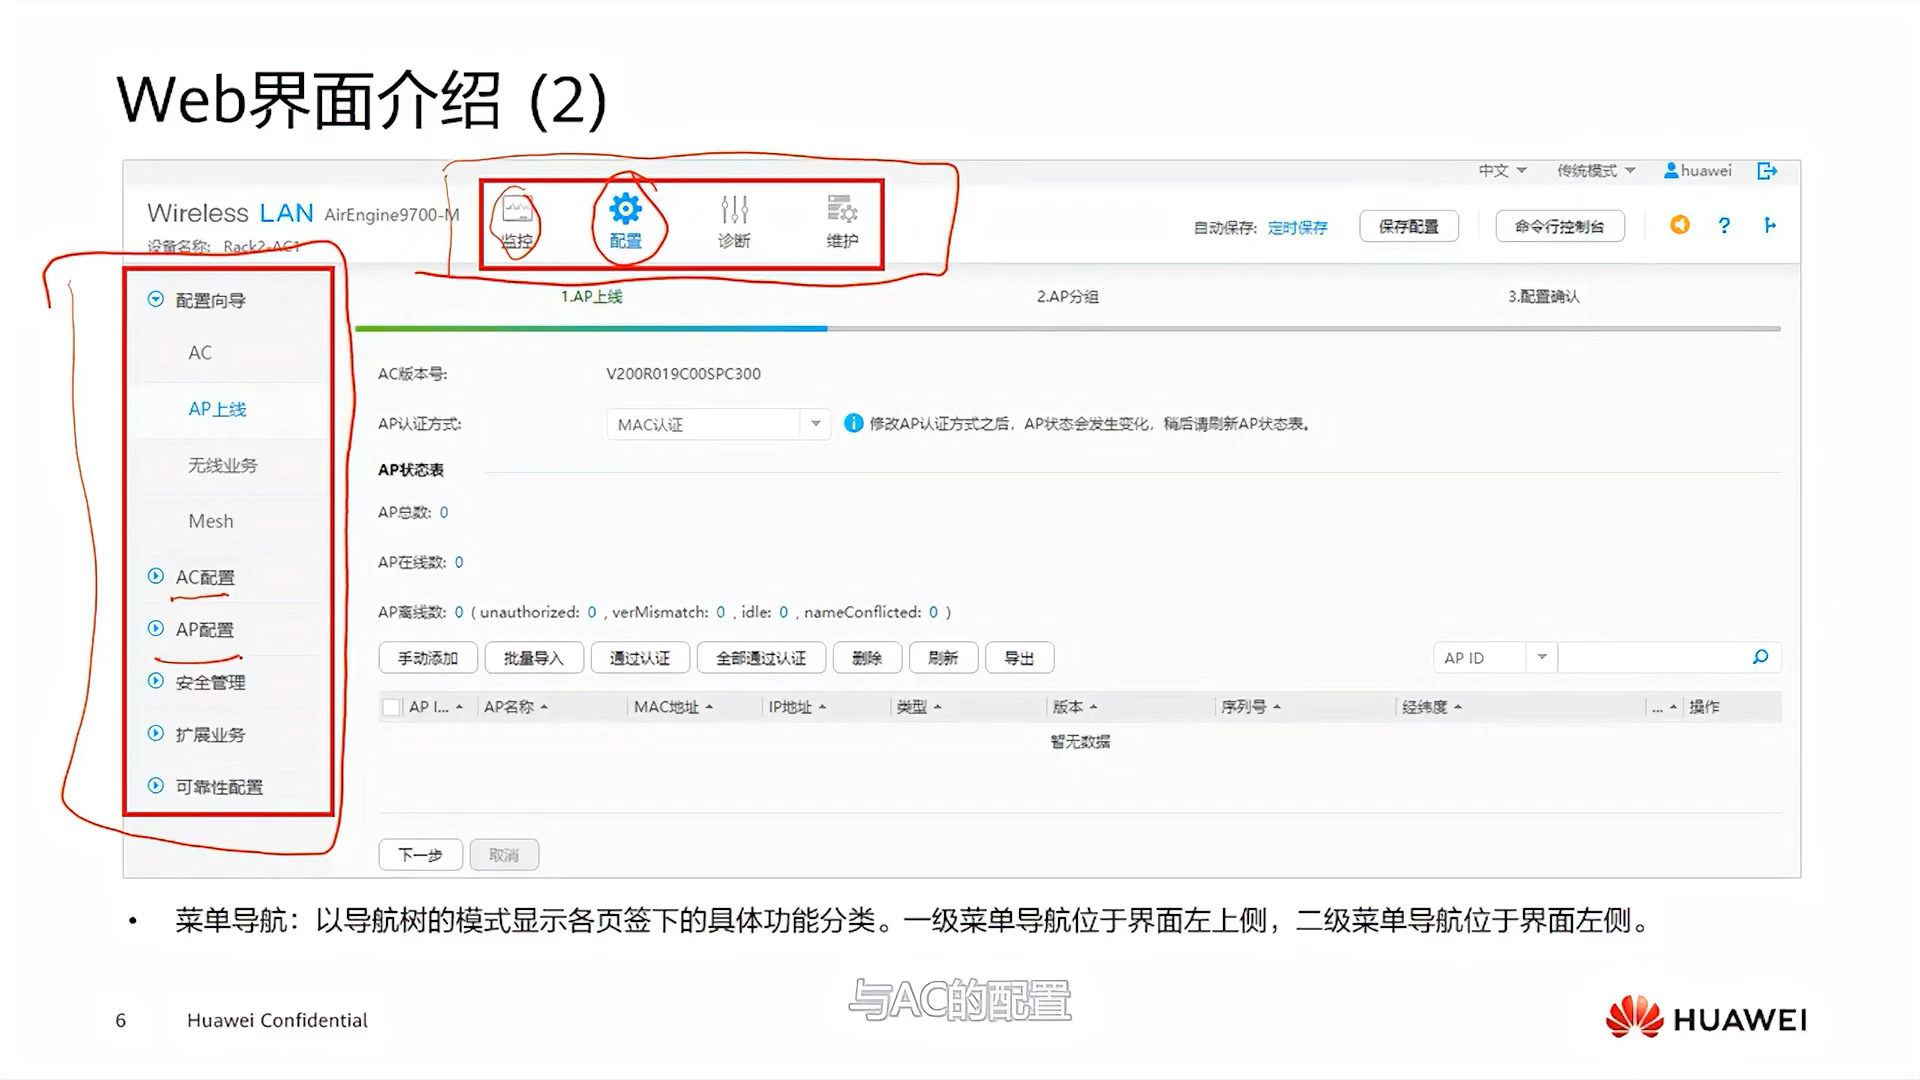 Web界面介绍 (2)
中文 传统模式 huawei
Wireless LAN AirEngine9700-M
设备名称: Rack2-AC1
监控 配置 诊断 维护
自动保存: 定时保存 保存配置 命令行控制台 ?
配置向导
AC
AP上线
无线业务
Mesh
AC配置
AP配置
安全管理
扩展业务
可靠性配置
1.AP上线 2.AP分组 3.配置确认
AC版本号: V200R019C00SPC300
AP认证方式: MAC认证 修改AP认证方式之后，AP状态会发生变化，稍后请刷新AP状态表。
AP状态表
AP总数: 0
AP在线数: 0
AP离线数: 0 ( unauthorized: 0 , verMismatch: 0 , idle: 0 , nameConflicted: 0 )
手动添加 批量导入 通过认证 全部通过认证 删除 刷新 导出 AP ID
AP I... AP名称 MAC地址 IP地址 类型 版本 序列号 经纬度 ... 操作
暂无数据
下一步 取消
• 菜单导航：以导航树的模式显示各页签下的具体功能分类。一级菜单导航位于界面左上侧，二级菜单导航位于界面左侧。
与AC的配置
6 Huawei Confidential
HUAWEI